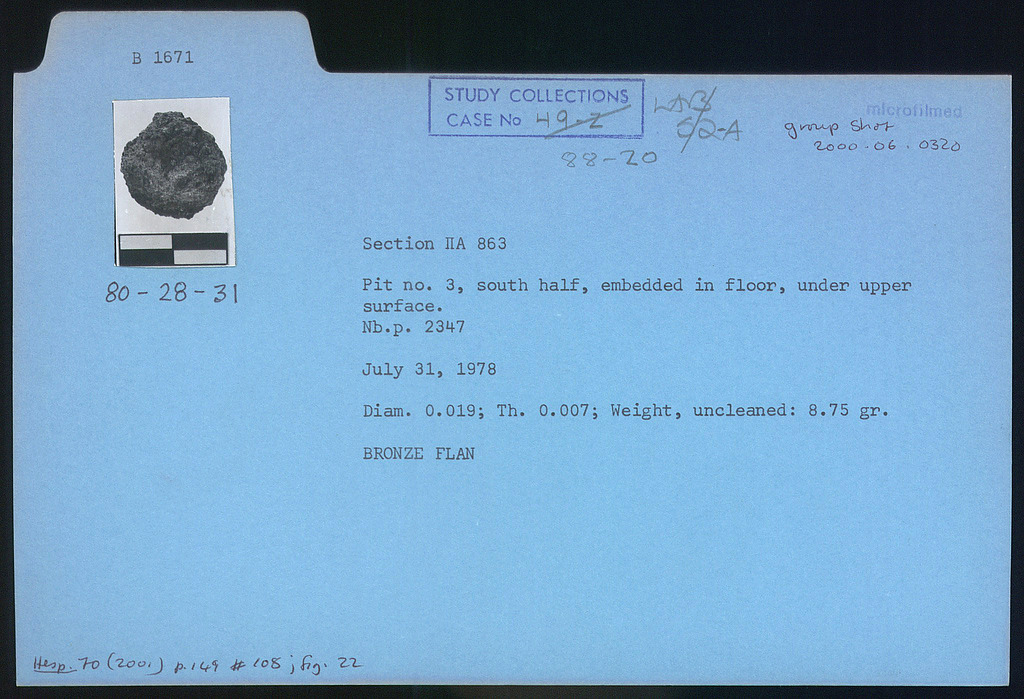 B 1671
STUDY COLLECTIONS
CASE No 49-2
LAB
S2-A
88-20
microfilmed
group shot
2000.06.0320
80-28-31
Section ΠA 863
Pit no. 3, south half, embedded in floor, under upper
surface.
Nb.p. 2347
July 31, 1978
Diam. 0.019; Th. 0.007; Weight, uncleaned: 8.75 gr.
BRONZE FLAN
Hesp. 70 (2001) p.149 #108; fig. 22